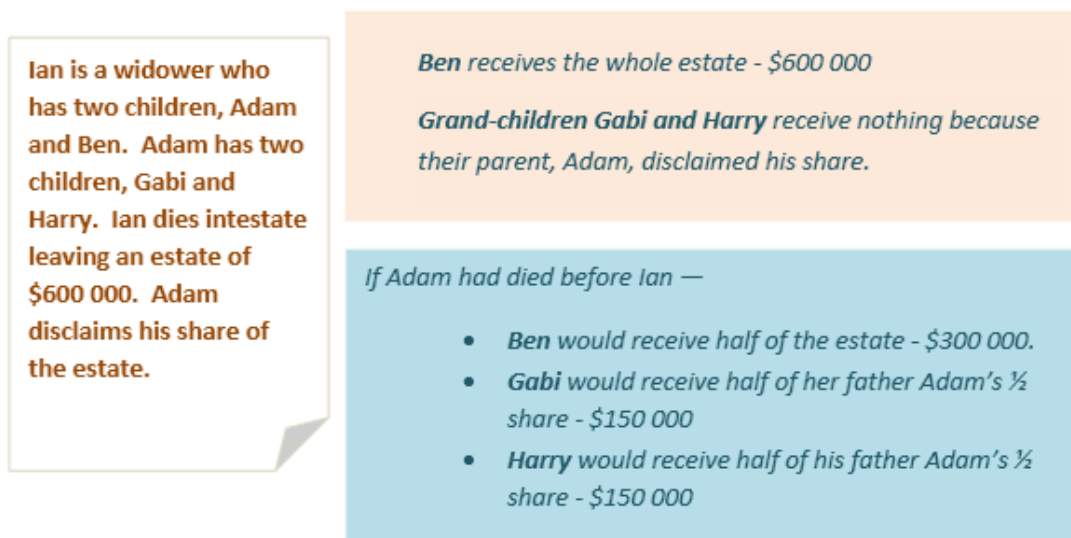 Ian is a widower who
has two children, Adam
and Ben.  Adam has two
children, Gabi and
Harry.  Ian dies intestate
leaving an estate of
$600 000.  Adam
disclaims his share of
the estate.
Ben receives the whole estate - $600 000
Grand-children Gabi and Harry receive nothing because
their parent, Adam, disclaimed his share.
If Adam had died before Ian —
• Ben would receive half of the estate - $300 000.
• Gabi would receive half of her father Adam’s ½
share - $150 000
• Harry would receive half of his father Adam’s ½
share - $150 000